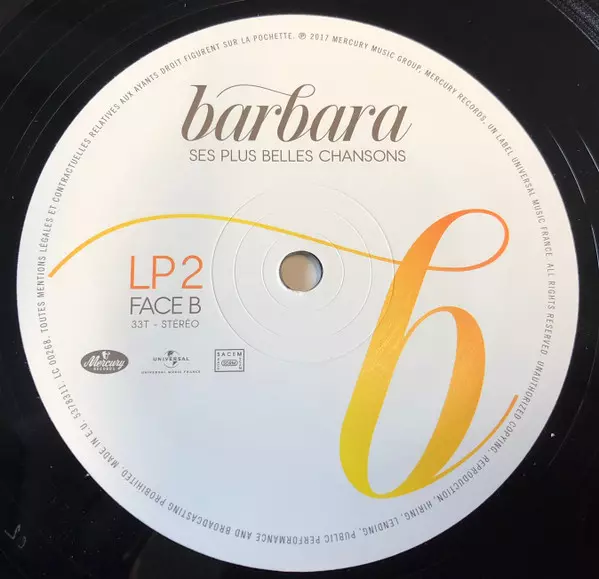 barbara
SES PLUS BELLES CHANSONS
LP 2
FACE B
33T - STÉRÉO
b
Mercury
RECORDS
UNIVERSAL
UNIVERSAL MUSIC FRANCE
SACEM
MADE IN E.U. 5378311. LC 00268. TOUTES MENTIONS LÉGALES ET CONTRACTUELLES RELATIVES AUX AYANTS DROIT FIGURENT SUR LA POCHETTE. ℗ 2017 MERCURY MUSIC GROUP, MERCURY RECORDS, UN LABEL UNIVERSAL MUSIC FRANCE. ALL RIGHTS RESERVED. UNAUTHORIZED COPYING, REPRODUCTION, HIRING, LENDING, PUBLIC PERFORMANCE AND BROADCASTING PROHIBITED.